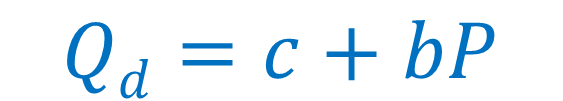 Q_d = c + bP